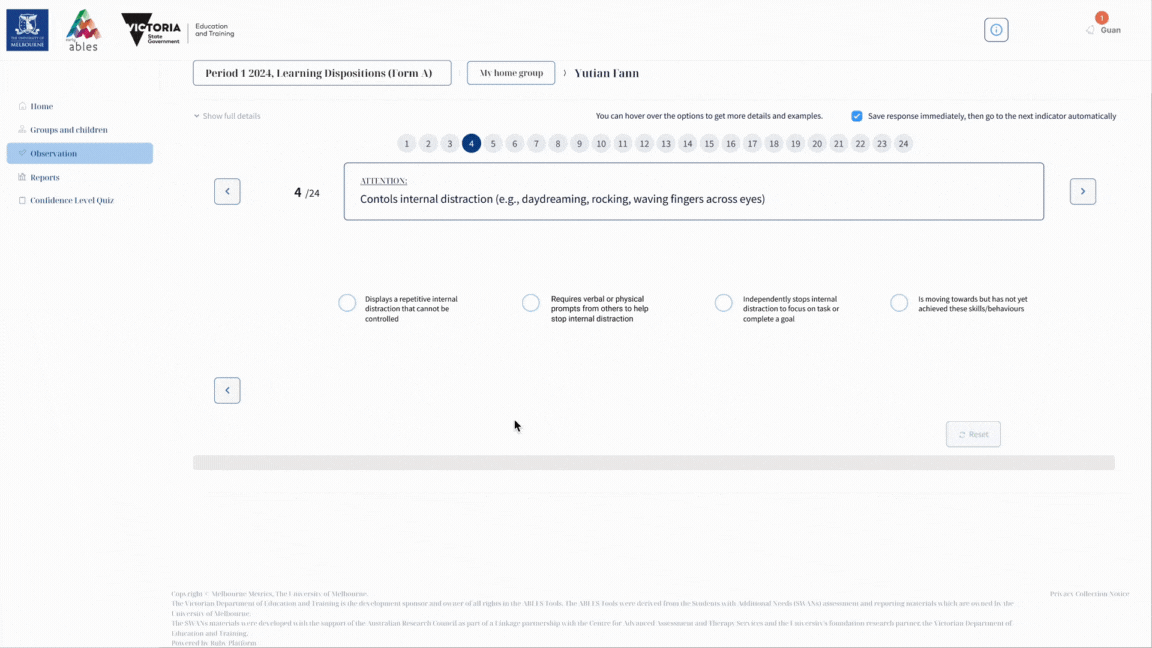 THE UNIVERSITY OF
MELBOURNE
early
ables
VICTORIA
State
Government
Education
and Training
1
Guan
Period 1 2024, Learning Dispositions (Form A)
My home group
Yutian Fann
Home
Groups and children
Observation
Reports
Confidence Level Quiz
Show full details
You can hover over the options to get more details and examples.
Save response immediately, then go to the next indicator automatically
1 2 3 4 5 6 7 8 9 10 11 12 13 14 15 16 17 18 19 20 21 22 23 24
4 /24
ATTENTION:
Contols internal distraction (e.g., daydreaming, rocking, waving fingers across eyes)
Displays a repetitive internal
distraction that cannot be
controlled
Requires verbal or physical
prompts from others to help
stop internal distraction
Independently stops internal
distraction to focus on task or
complete a goal
Is moving towards but has not yet
achieved these skills/behaviours
Reset
Copyright © Melbourne Metrics, The University of Melbourne.
The Victorian Department of Education and Training is the development sponsor and owner of all rights in the ABLES Tools. The ABLES Tools were derived from the Students with Additional Needs (SWANs) assessment and reporting materials which are owned by the
University of Melbourne.
The SWANs materials were developed with the support of the Australian Research Council as part of a Linkage partnership with the Centre for Advanced Assessment and Therapy Services and the University's foundation research partner, the Victorian Department of
Education and Training.
Powered by Ruby Platform
Privacy Collection Notice